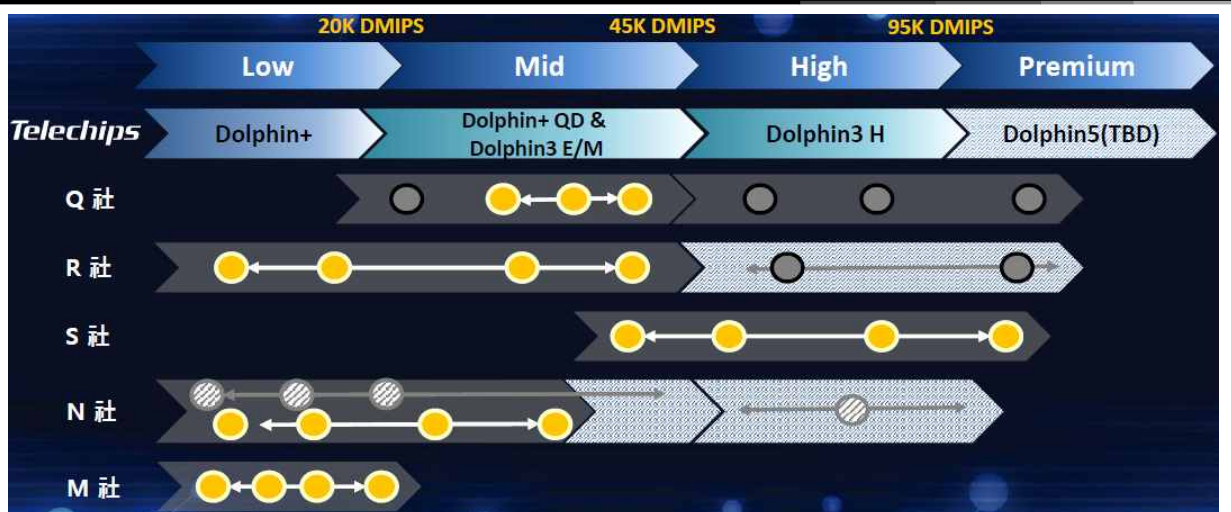 20K DMIPS 45K DMIPS 95K DMIPS
Low Mid High Premium
Telechips Dolphin+ Dolphin+ QD & Dolphin3 H Dolphin5(TBD)
Dolphin3 E/M
Q 社
R 社
S 社
N 社
M 社